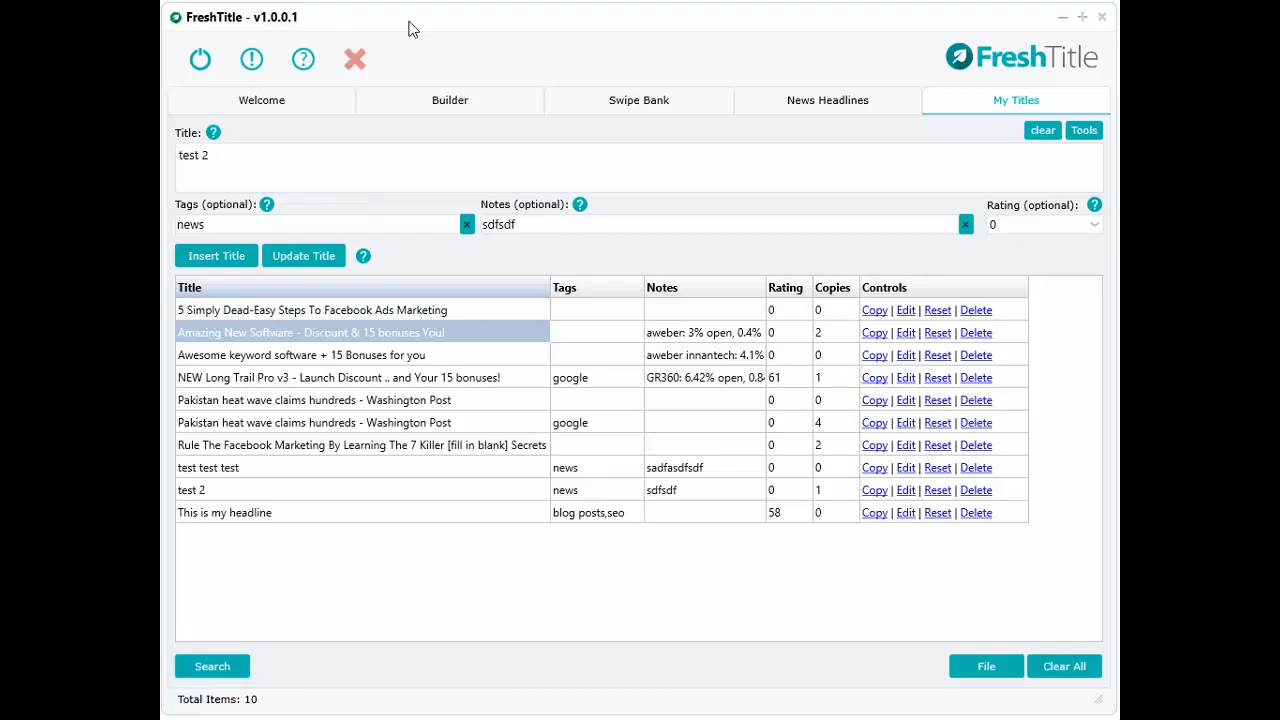 FreshTitle - v1.0.0.1
FreshTitle
Welcome Builder Swipe Bank News Headlines My Titles
Title: ? clear Tools
test 2
Tags (optional): ? Notes (optional): ? Rating (optional): ?
news sdfsdf 0
Insert Title Update Title ?
Title Tags Notes Rating Copies Controls
5 Simply Dead-Easy Steps To Facebook Ads Marketing 0 0 Copy | Edit | Reset | Delete
Amazing New Software - Discount & 15 bonuses You! aweber: 3% open, 0.4% 0 2 Copy | Edit | Reset | Delete
Awesome keyword software + 15 Bonuses for you aweber innantech: 4.1% 0 0 Copy | Edit | Reset | Delete
NEW Long Trail Pro v3 - Launch Discount .. and Your 15 bonuses! google GR360: 6.42% open, 0.8 61 1 Copy | Edit | Reset | Delete
Pakistan heat wave claims hundreds - Washington Post 0 0 Copy | Edit | Reset | Delete
Pakistan heat wave claims hundreds - Washington Post google 0 4 Copy | Edit | Reset | Delete
Rule The Facebook Marketing By Learning The 7 Killer [fill in blank] Secrets 0 2 Copy | Edit | Reset | Delete
test test test news sadfasdfsdf 0 0 Copy | Edit | Reset | Delete
test 2 news sdfsdf 0 1 Copy | Edit | Reset | Delete
This is my headline blog posts,seo 58 0 Copy | Edit | Reset | Delete
Search File Clear All
Total Items: 10